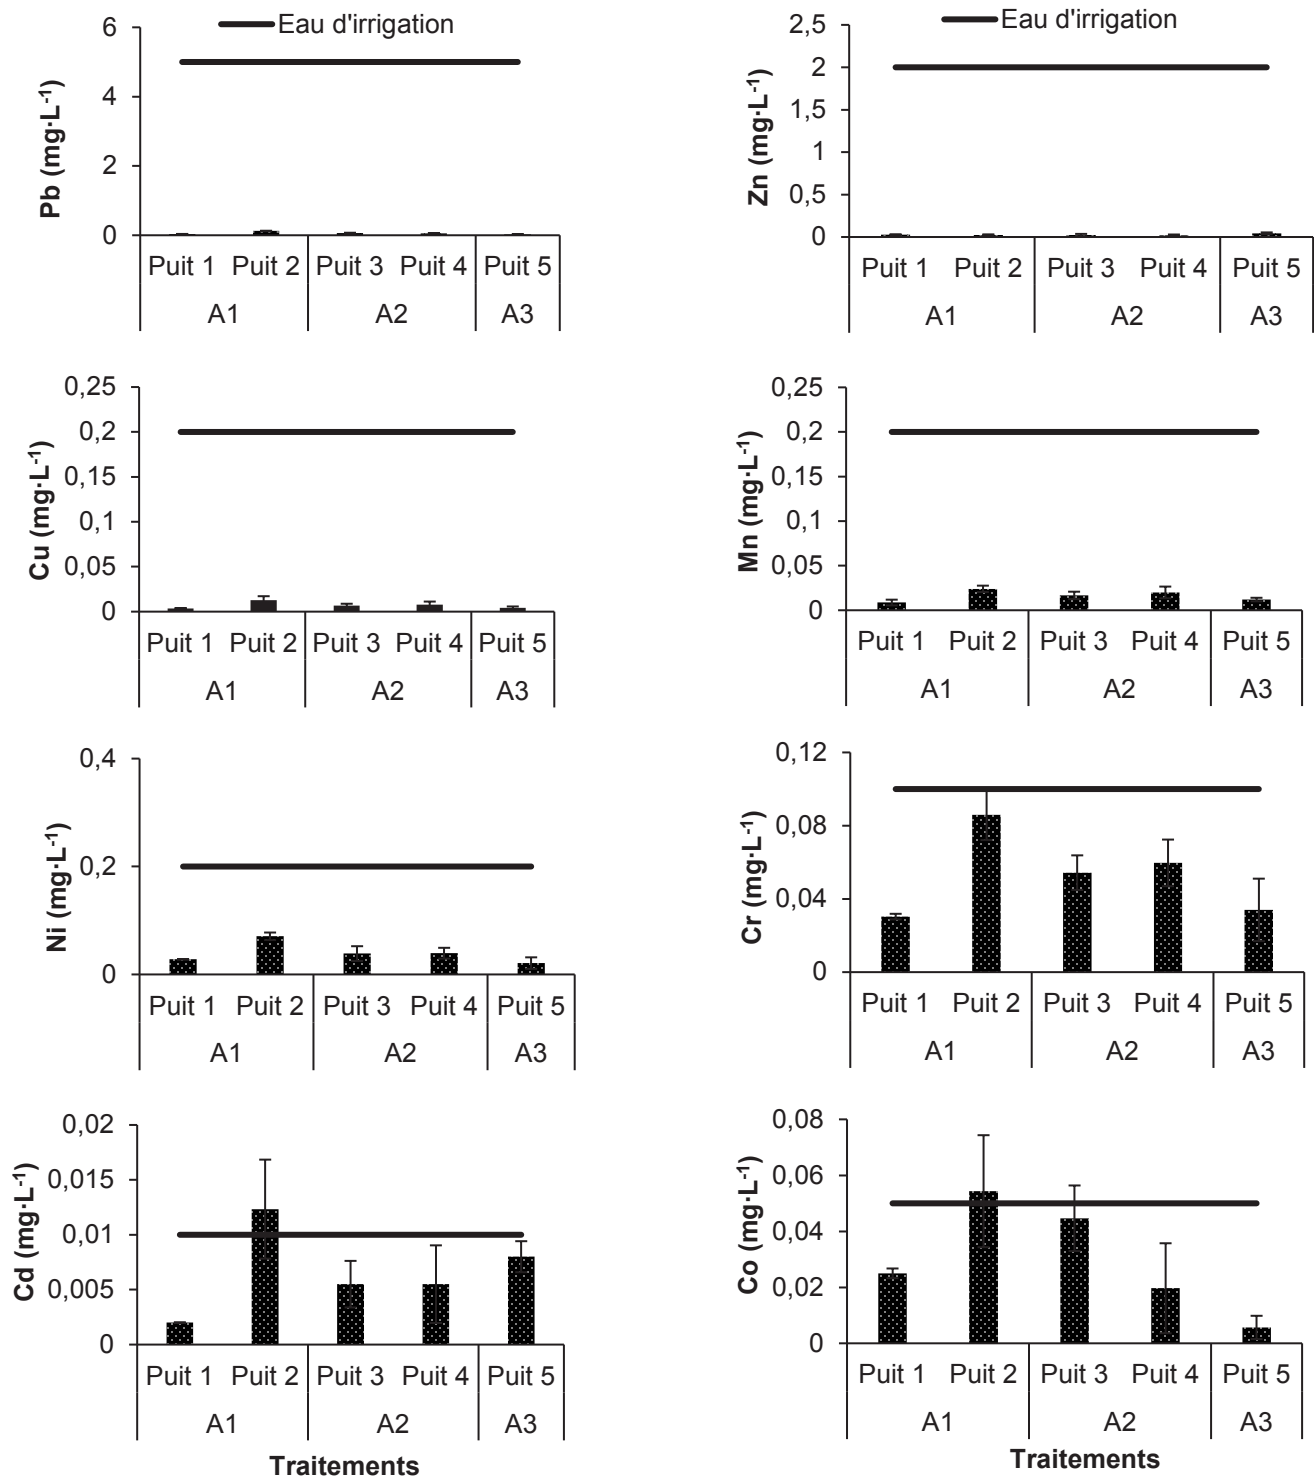 Eau d'irrigation
6
4
2
0
Pb (mg·L-1)
Puit 1 Puit 2 Puit 3 Puit 4 Puit 5
A1 A2 A3
Eau d'irrigation
2,5
2
1,5
1
0,5
0
Zn (mg·L-1)
Puit 1 Puit 2 Puit 3 Puit 4 Puit 5
A1 A2 A3
0,25
0,2
0,15
0,1
0,05
0
Cu (mg·L-1)
Puit 1 Puit 2 Puit 3 Puit 4 Puit 5
A1 A2 A3
0,25
0,2
0,15
0,1
0,05
0
Mn (mg·L-1)
Puit 1 Puit 2 Puit 3 Puit 4 Puit 5
A1 A2 A3
0,4
0,2
0
Ni (mg·L-1)
Puit 1 Puit 2 Puit 3 Puit 4 Puit 5
A1 A2 A3
0,12
0,08
0,04
0
Cr (mg·L-1)
Puit 1 Puit 2 Puit 3 Puit 4 Puit 5
A1 A2 A3
0,02
0,015
0,01
0,005
0
Cd (mg·L-1)
Puit 1 Puit 2 Puit 3 Puit 4 Puit 5
A1 A2 A3
Traitements
0,08
0,06
0,04
0,02
0
Co (mg·L-1)
Puit 1 Puit 2 Puit 3 Puit 4 Puit 5
A1 A2 A3
Traitements